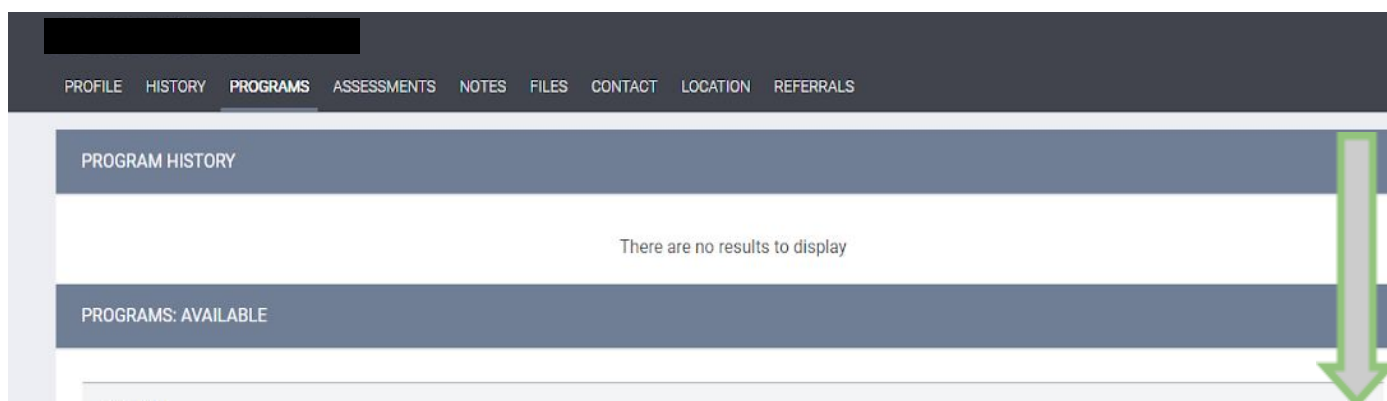 PROFILE HISTORY PROGRAMS ASSESSMENTS NOTES FILES CONTACT LOCATION REFERRALS
PROGRAM HISTORY
There are no results to display
PROGRAMS: AVAILABLE